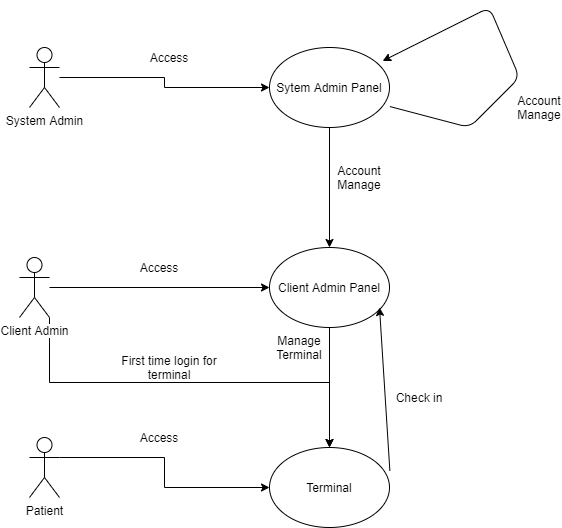 Access
System Admin
Sytem Admin Panel
Account
Manage
Account
Manage
Access
Client Admin
Client Admin Panel
Manage
Terminal
First time login for
terminal
Check in
Access
Patient
Terminal